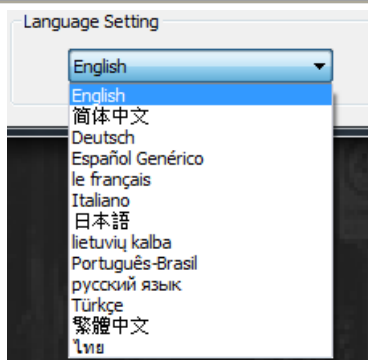 Language Setting
English
English
简体中文
Deutsch
Español Genérico
le français
Italiano
日本語
lietuvių kalba
Português-Brasil
русский язык
Türkçe
繁體中文
ไทย